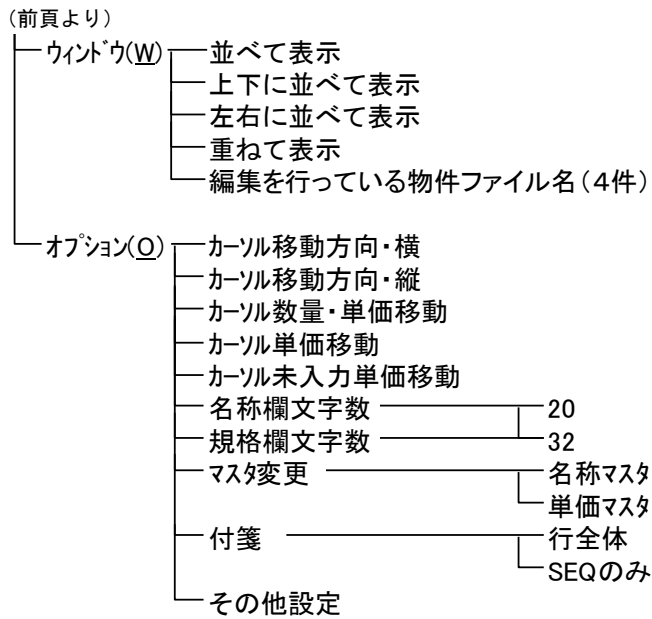 (前頁より)
ウィンドウ(W) 並べて表示
上下に並べて表示
左右に並べて表示
重ねて表示
編集を行っている物件ファイル名(4件)
オプション(O) カーソル移動方向・横
カーソル移動方向・縦
カーソル数量・単価移動
カーソル単価移動
カーソル未入力単価移動
名称欄文字数 20
規格欄文字数 32
マスタ変更 名称マスタ
単価マスタ
付箋 行全体
SEQのみ
その他設定